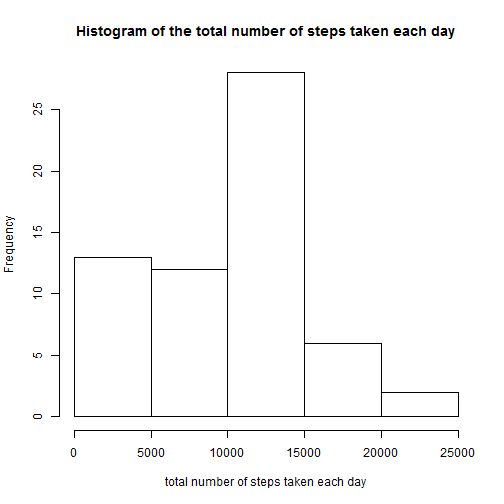 Histogram of the total number of steps taken each day
Frequency
25
20
15
10
5
0
0 5000 10000 15000 20000 25000
total number of steps taken each day